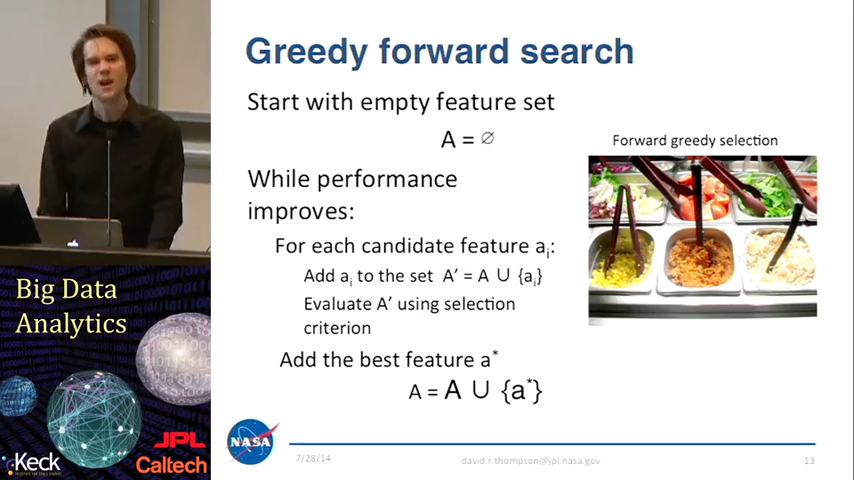 Greedy forward search
Start with empty feature set
A = ∅
Forward greedy selection
While performance
improves:
For each candidate feature aᵢ:
Add aᵢ to the set A′ = A ∪ {aᵢ}
Evaluate A′ using selection
criterion
Add the best feature a*
A = A ∪ {a*}
Big Data
Analytics
Keck
JPL
Caltech
NASA
7/28/14
david.r.thompson@jpl.nasa.gov
13